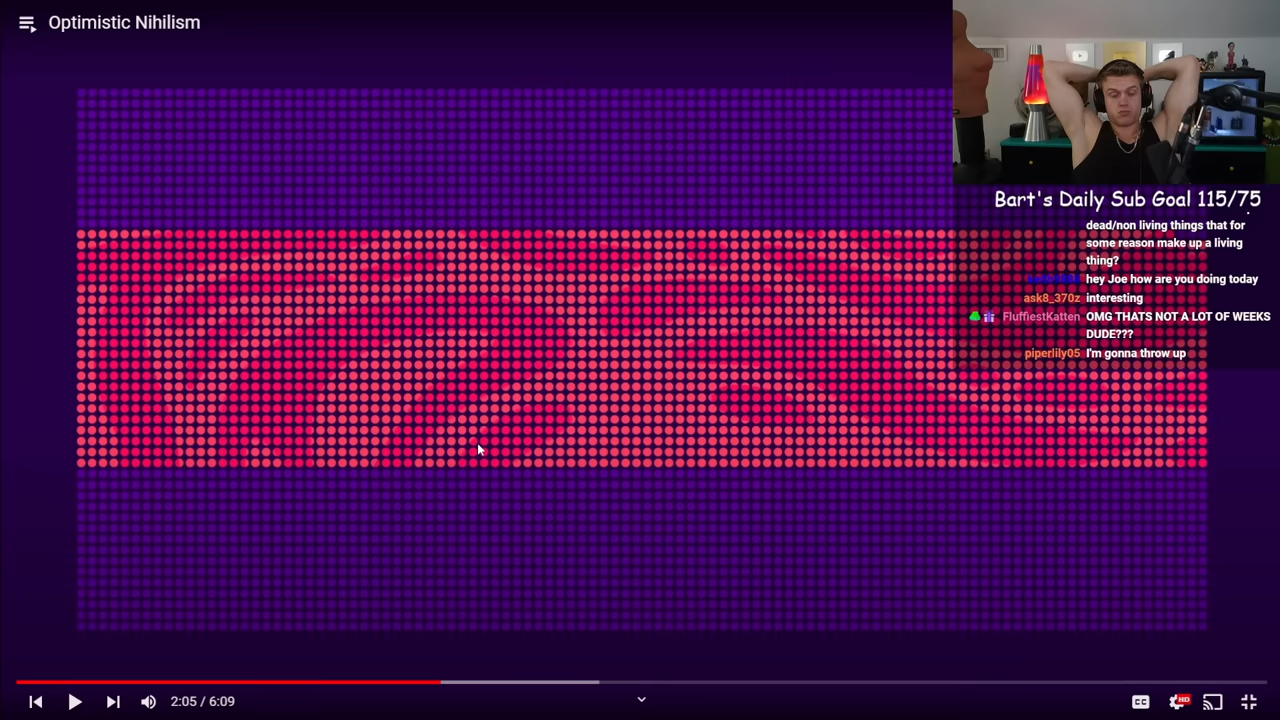 Optimistic Nihilism
Bart's Daily Sub Goal 115/75
dead/non living things that for
some reason make up a living
thing?
hey Joe how are you doing today
ask8_370z interesting
FluffiestKatten OMG THATS NOT A LOT OF WEEKS
DUDE???
piperlily05 I'm gonna throw up
2:05 / 6:09
CC
HD